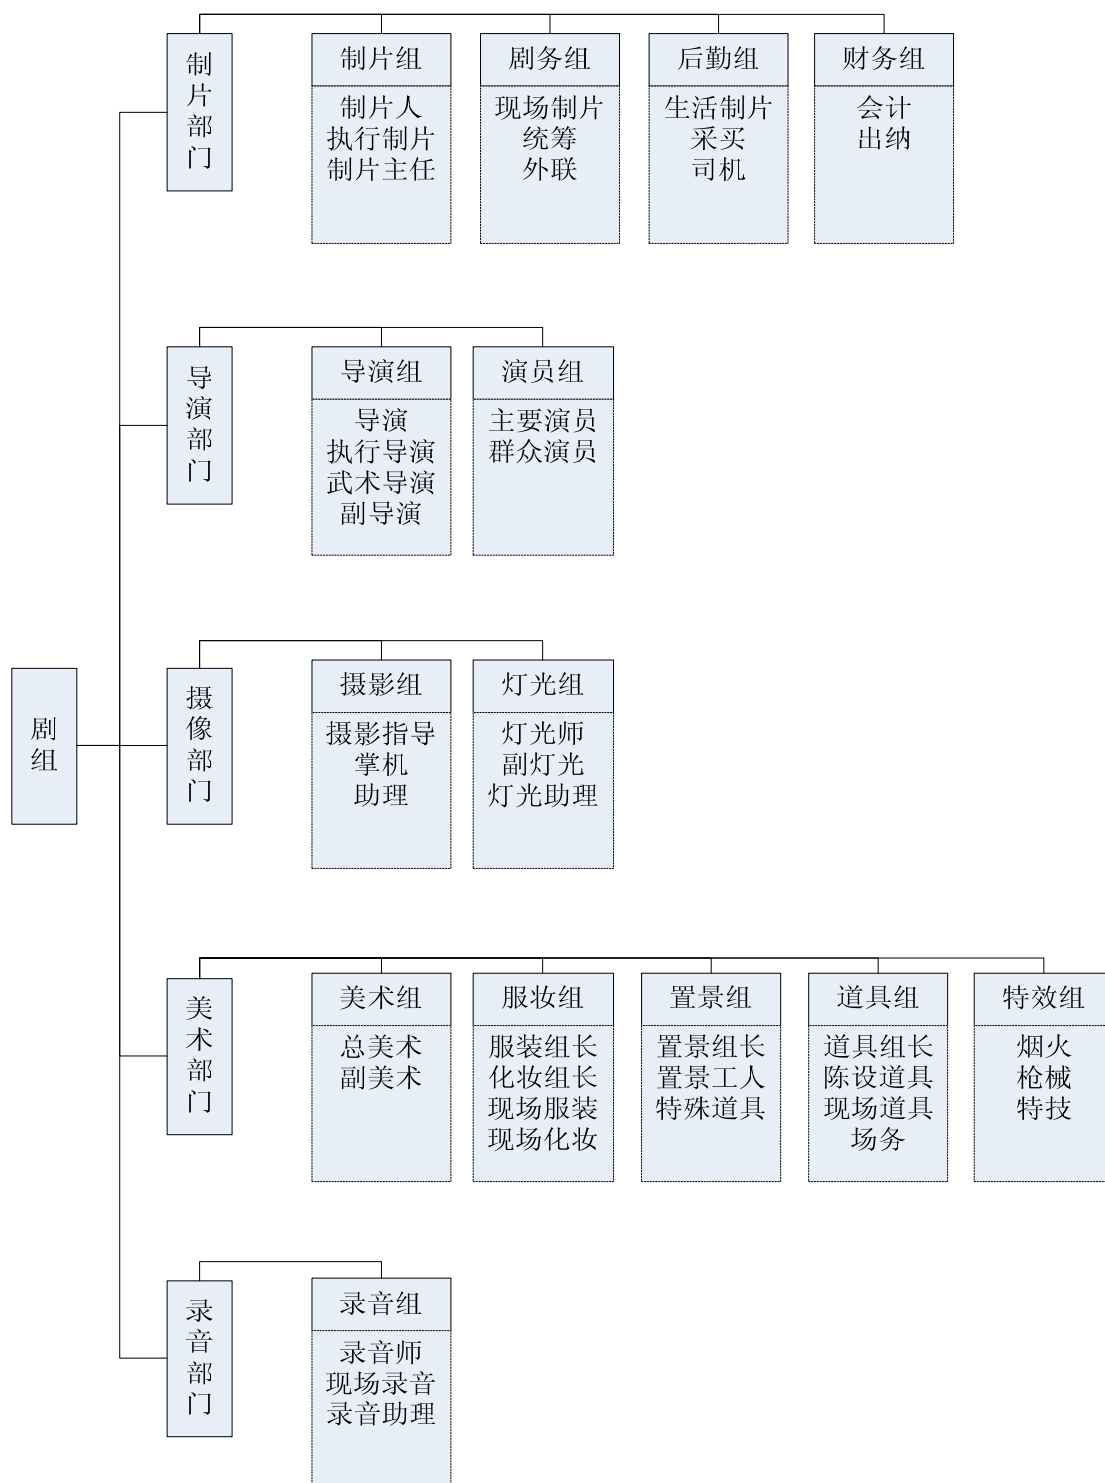 剧组
制片部门
制片组
制片人
执行制片
制片主任
剧务组
现场制片
统筹
外联
后勤组
生活制片
采买
司机
财务组
会计
出纳
导演部门
导演组
导演
执行导演
武术导演
副导演
演员组
主要演员
群众演员
摄像部门
摄影组
摄影指导
掌机
助理
灯光组
灯光师
副灯光
灯光助理
美术部门
美术组
总美术
副美术
服妆组
服装组长
化妆组长
现场服装
现场化妆
置景组
置景组长
置景工人
特殊道具
道具组
道具组长
陈设道具
现场道具
场务
特效组
烟火
枪械
特技
录音部门
录音组
录音师
现场录音
录音助理